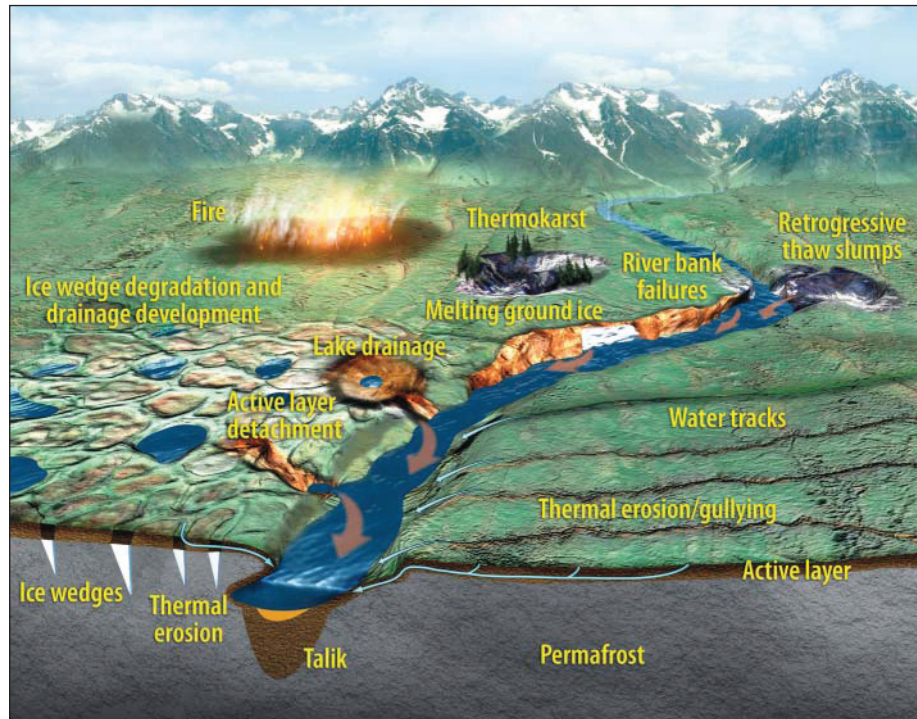 Fire
Thermokarst
Retrogressive
thaw slumps
Ice wedge degradation and
drainage development
River bank
failures
Melting ground ice
Lake drainage
Active layer
detachment
Water tracks
Thermal erosion/gullying
Active layer
Ice wedges
Thermal
erosion
Talik
Permafrost